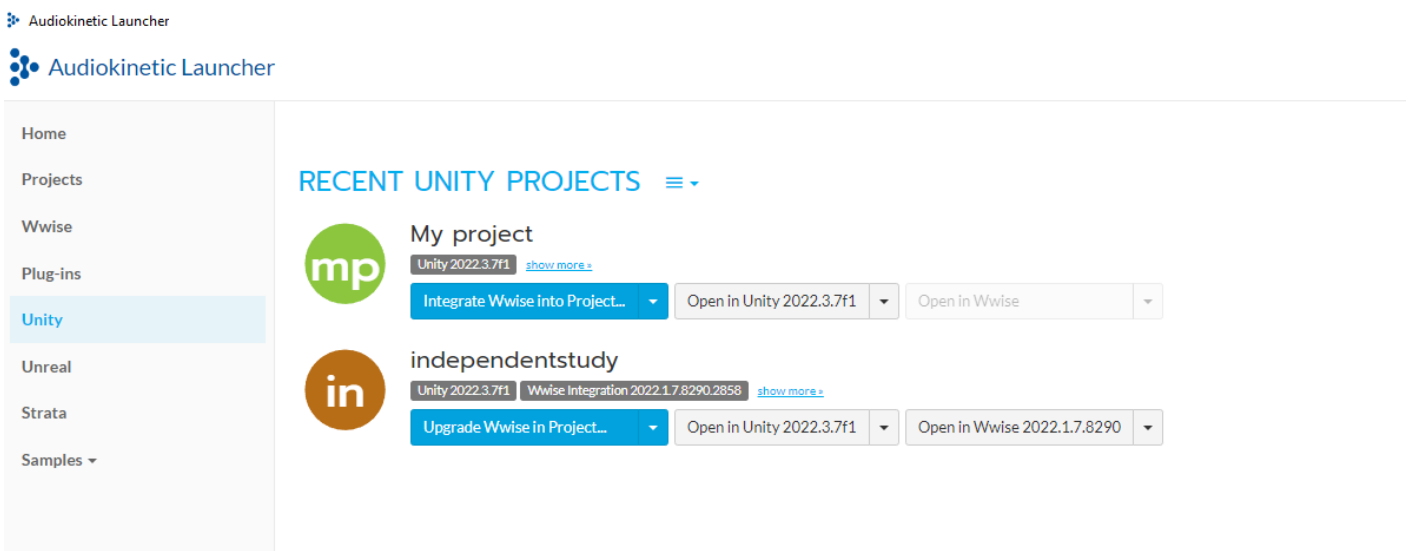 Audiokinetic Launcher
Audiokinetic Launcher
Home
Projects
Wwise
Plug-ins
Unity
Unreal
Strata
Samples
RECENT UNITY PROJECTS
mp
My project
Unity 2022.3.7f1 show more »
Integrate Wwise into Project... Open in Unity 2022.3.7f1 Open in Wwise
in
independentstudy
Unity 2022.3.7f1 Wwise Integration 2022.1.7.8290.2858 show more »
Upgrade Wwise in Project... Open in Unity 2022.3.7f1 Open in Wwise 2022.1.7.8290